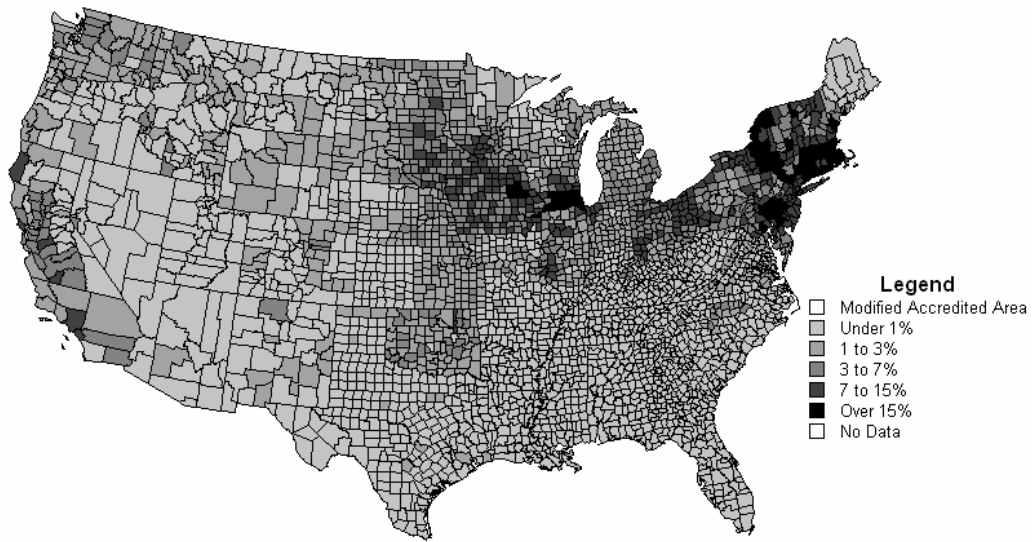 Legend
Modified Accredited Area
Under 1%
1 to 3%
3 to 7%
7 to 15%
Over 15%
No Data